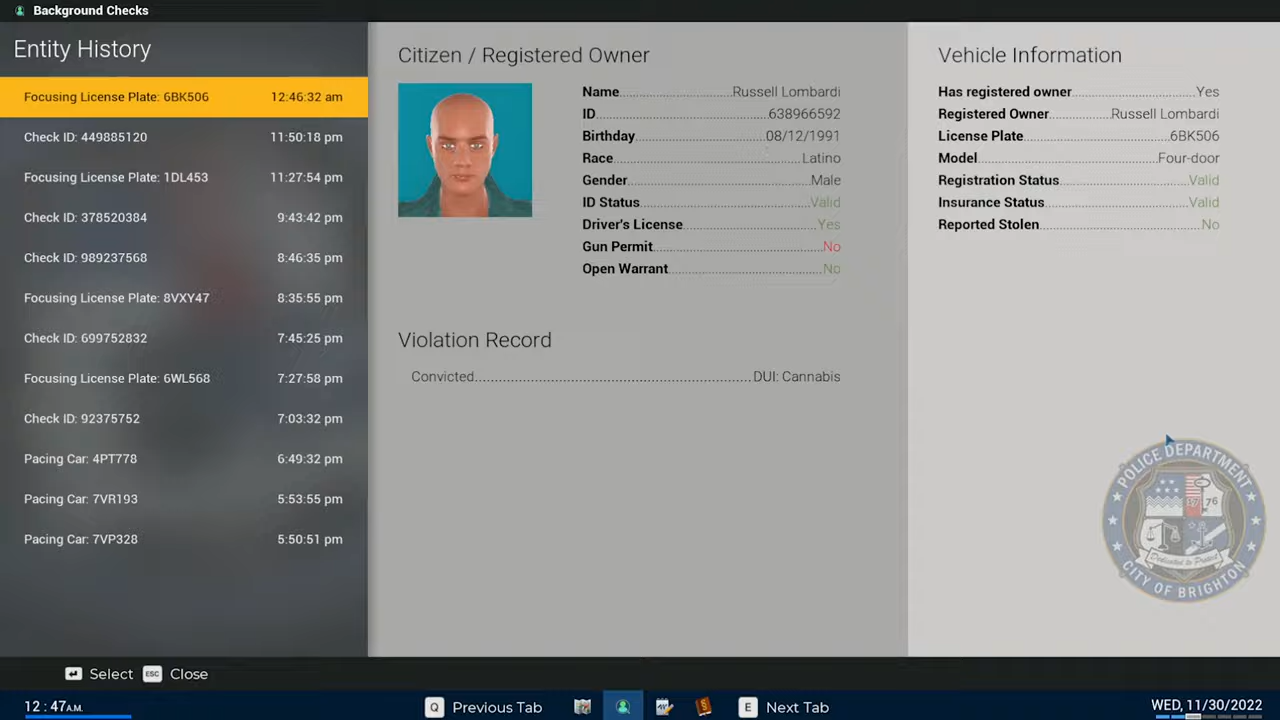 Background Checks
Entity History
Focusing License Plate: 6BK506 12:46:32 am
Check ID: 449885120 11:50:18 pm
Focusing License Plate: 1DL453 11:27:54 pm
Check ID: 378520384 9:43:42 pm
Check ID: 989237568 8:46:35 pm
Focusing License Plate: 8VXY47 8:35:55 pm
Check ID: 699752832 7:45:25 pm
Focusing License Plate: 6WL568 7:27:58 pm
Check ID: 92375752 7:03:32 pm
Pacing Car: 4PT778 6:49:32 pm
Pacing Car: 7VR193 5:53:55 pm
Pacing Car: 7VP328 5:50:51 pm
Citizen / Registered Owner
Name Russell Lombardi
ID 638966592
Birthday 08/12/1991
Race Latino
Gender Male
ID Status Valid
Driver's License Yes
Gun Permit No
Open Warrant No
Violation Record
Convicted DUI: Cannabis
Vehicle Information
Has registered owner Yes
Registered Owner Russell Lombardi
License Plate 6BK506
Model Four-door
Registration Status Valid
Insurance Status Valid
Reported Stolen No
POLICE DEPARTMENT
17 76
Dedicated to Protect
CITY OF BRIGHTON
Select ESC Close
12 : 47 A.M. Q Previous Tab E Next Tab WED, 11/30/2022